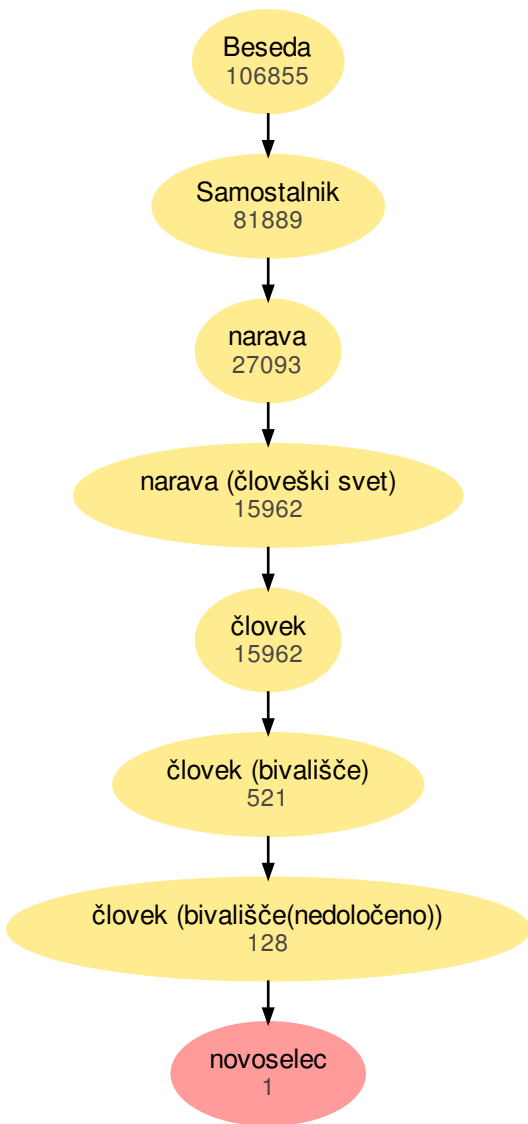 Beseda
106855
Samostalnik
81889
narava
27093
narava (človeški svet)
15962
človek
15962
človek (bivališče)
521
človek (bivališče(nedoločeno))
128
novoselec
1